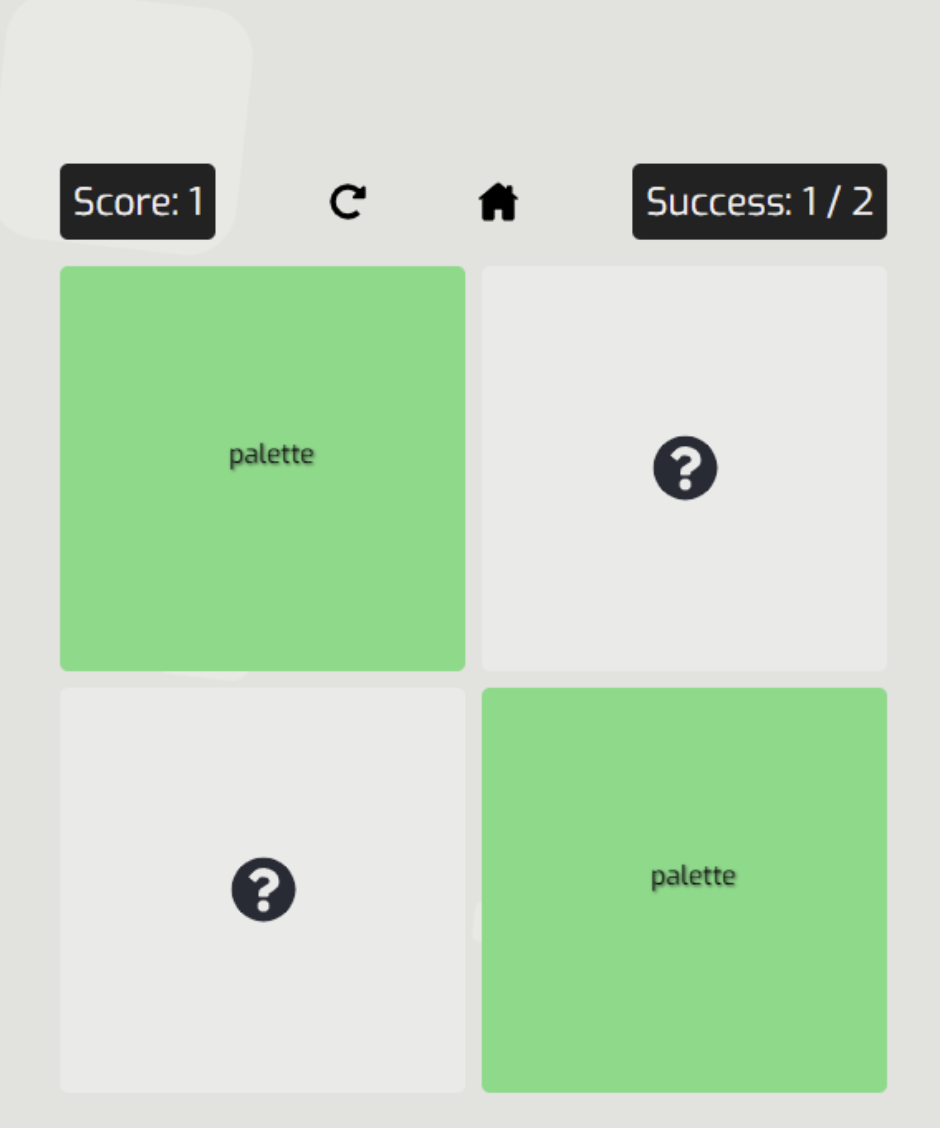 Score: 1
Success: 1 / 2
palette
?
?
palette